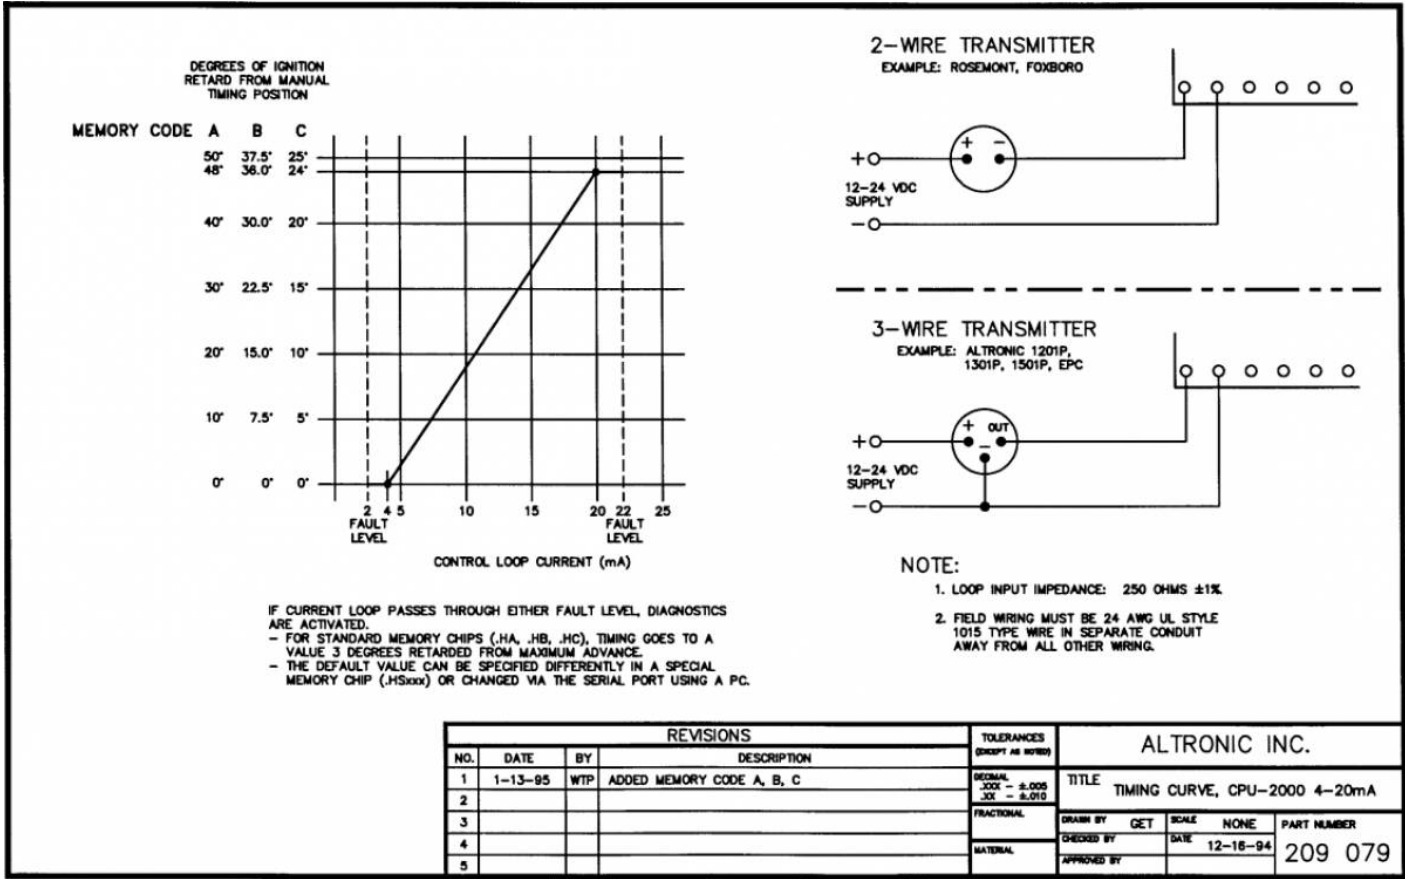 DEGREES OF IGNITION
RETARD FROM MANUAL
TIMING POSITION
MEMORY CODE A B C
50° 37.5° 25°
48° 36.0° 24°
40° 30.0° 20°
30° 22.5° 15°
20° 15.0° 10°
10° 7.5° 5°
0° 0° 0°
2 4 5 10 15 20 22 25
FAULT LEVEL
FAULT LEVEL
CONTROL LOOP CURRENT (mA)
IF CURRENT LOOP PASSES THROUGH EITHER FAULT LEVEL, DIAGNOSTICS
ARE ACTIVATED.
– FOR STANDARD MEMORY CHIPS (.HA, .HB, .HC), TIMING GOES TO A
VALUE 3 DEGREES RETARDED FROM MAXIMUM ADVANCE.
– THE DEFAULT VALUE CAN BE SPECIFIED DIFFERENTLY IN A SPECIAL
MEMORY CHIP (.HSxxx) OR CHANGED VIA THE SERIAL PORT USING A PC.
2–WIRE TRANSMITTER
EXAMPLE: ROSEMONT, FOXBORO
+ –
+
12–24 VDC
SUPPLY
–
3–WIRE TRANSMITTER
EXAMPLE: ALTRONIC 1201P,
1301P, 1501P, EPC
+ OUT
–
+
12–24 VDC
SUPPLY
–
NOTE:
1. LOOP INPUT IMPEDANCE: 250 OHMS ±1%
2. FIELD WIRING MUST BE 24 AWG UL STYLE
1015 TYPE WIRE IN SEPARATE CONDUIT
AWAY FROM ALL OTHER WIRING.
REVISIONS
NO. DATE BY DESCRIPTION
1 1–13–95 WTP ADDED MEMORY CODE A, B, C
2
3
4
5
TOLERANCES
(EXCEPT AS NOTED)
DECIMAL
.XXX – ±.005
.XX – ±.010
FRACTIONAL
MATERIAL
ALTRONIC INC.
TITLE TIMING CURVE, CPU–2000 4–20mA
DRAWN BY GET SCALE NONE PART NUMBER
CHECKED BY DATE 12–16–94 209 079
APPROVED BY